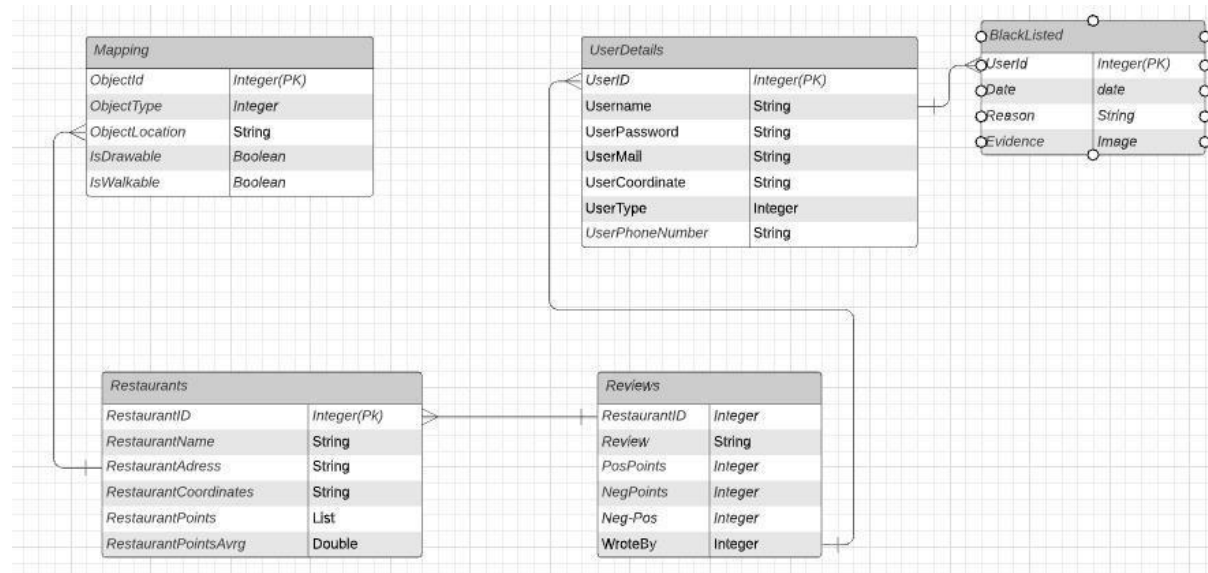 Mapping
ObjectId Integer(PK)
ObjectType Integer
ObjectLocation String
IsDrawable Boolean
IsWalkable Boolean
UserDetails
UserID Integer(PK)
Username String
UserPassword String
UserMail String
UserCoordinate String
UserType Integer
UserPhoneNumber String
BlackListed
UserId Integer(PK)
Date date
Reason String
Evidence Image
Restaurants
RestaurantID Integer(Pk)
RestaurantName String
RestaurantAdress String
RestaurantCoordinates String
RestaurantPoints List
RestaurantPointsAvrg Double
Reviews
RestaurantID Integer
Review String
PosPoints Integer
NegPoints Integer
Neg-Pos Integer
WroteBy Integer